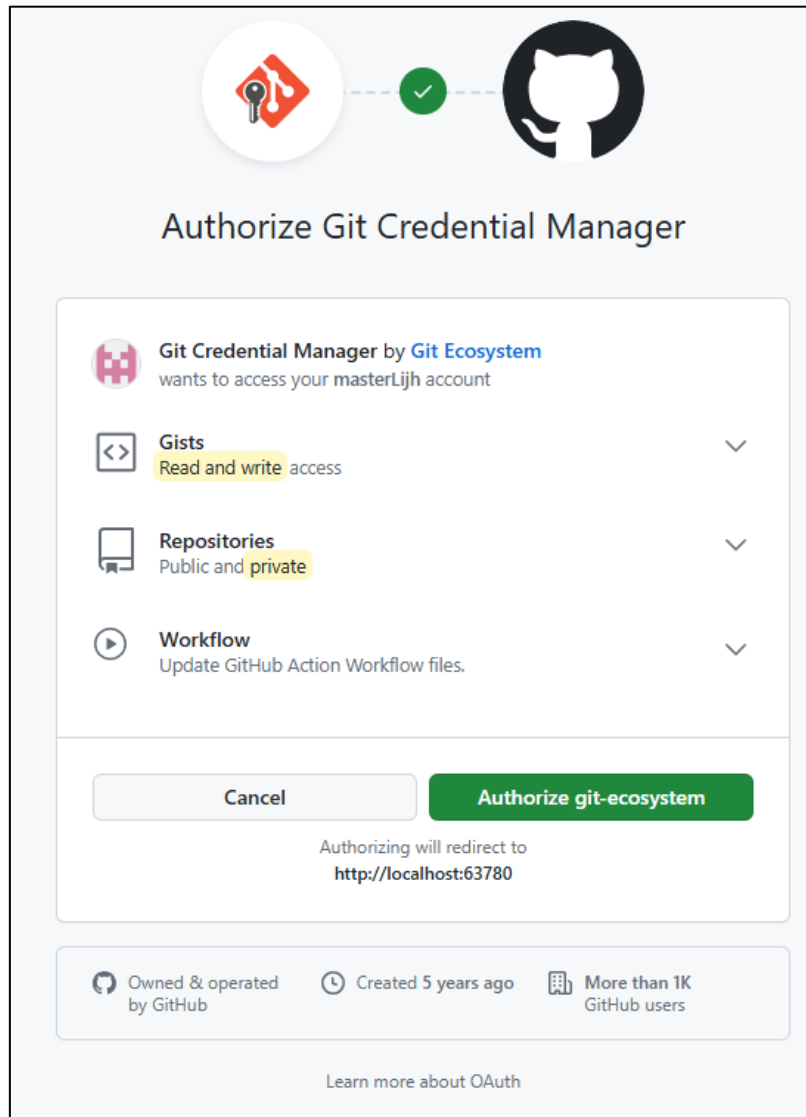 Authorize Git Credential Manager
Git Credential Manager by Git Ecosystem
wants to access your masterLijh account
Gists
Read and write access
Repositories
Public and private
Workflow
Update GitHub Action Workflow files.
Cancel
Authorize git-ecosystem
Authorizing will redirect to
http://localhost:63780
Owned & operated
by GitHub
Created 5 years ago
More than 1K
GitHub users
Learn more about OAuth